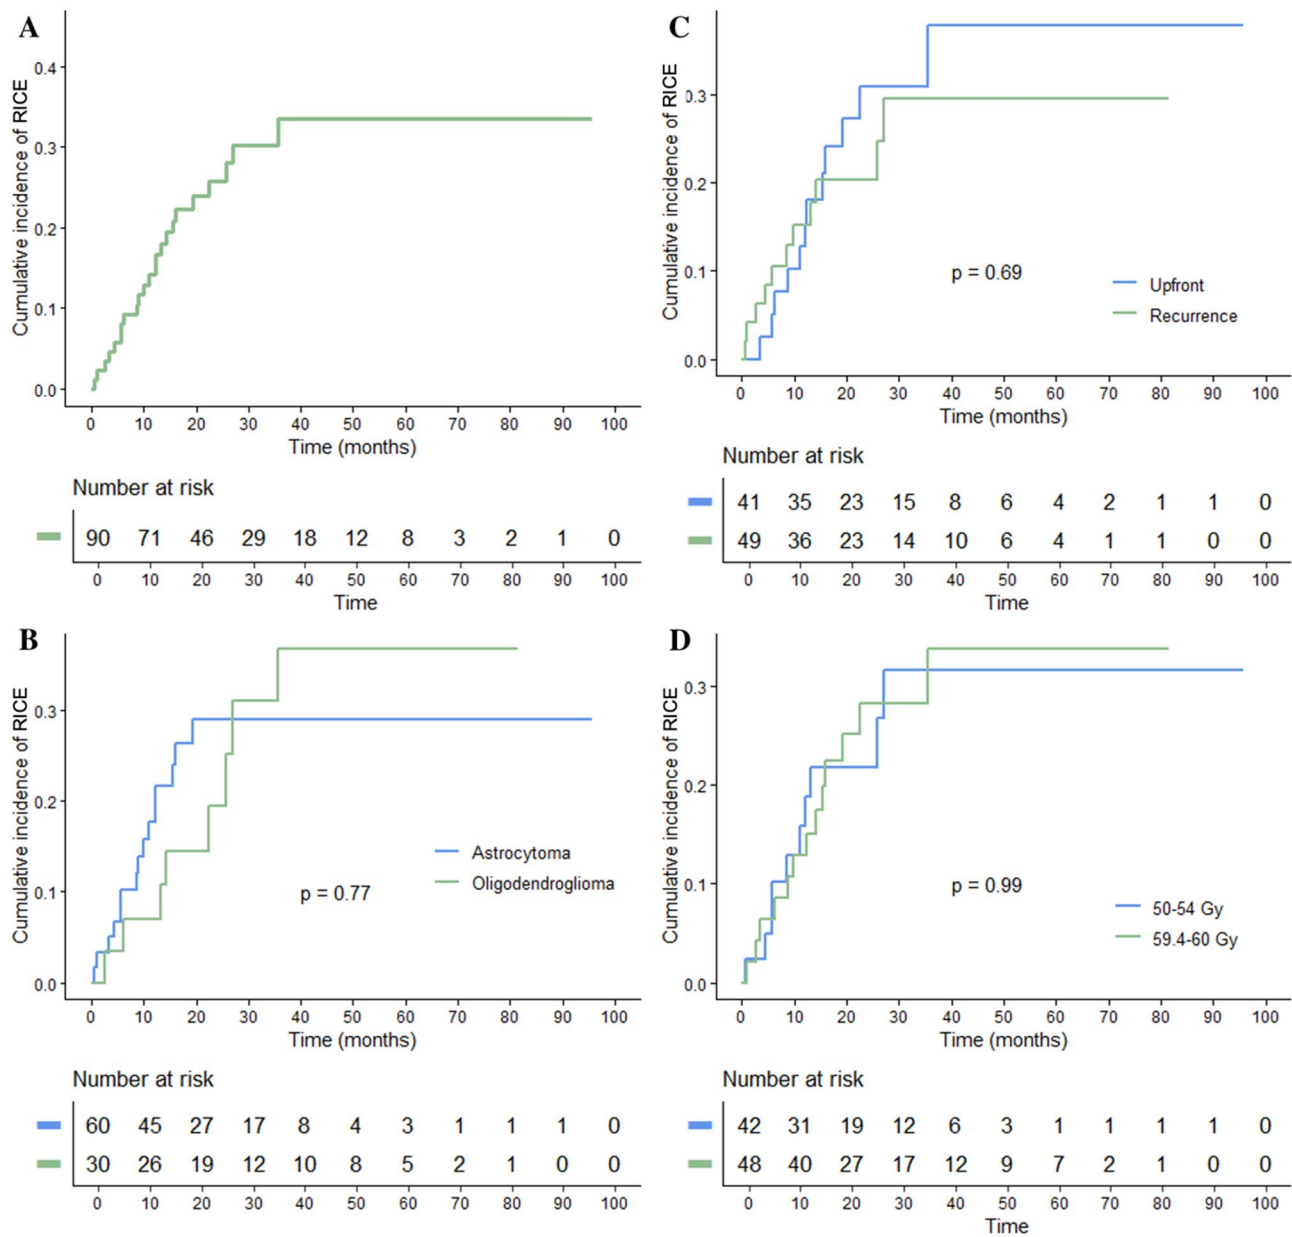 A
Cumulative incidence of RICE
0.4
0.3
0.2
0.1
0.0
0 10 20 30 40 50 60 70 80 90 100
Time (months)
Number at risk
90 71 46 29 18 12 8 3 2 1 0
0 10 20 30 40 50 60 70 80 90 100
Time
C
Cumulative incidence of RICE
0.3
0.2
0.1
0.0
p = 0.69
Upfront
Recurrence
0 10 20 30 40 50 60 70 80 90 100
Time (months)
Number at risk
41 35 23 15 8 6 4 2 1 1 0
49 36 23 14 10 6 4 1 1 0 0
0 10 20 30 40 50 60 70 80 90 100
Time
B
Cumulative incidence of RICE
0.3
0.2
0.1
0.0
Astrocytoma
Oligodendroglioma
p = 0.77
0 10 20 30 40 50 60 70 80 90 100
Time (months)
Number at risk
60 45 27 17 8 4 3 1 1 1 0
30 26 19 12 10 8 5 2 1 0 0
0 10 20 30 40 50 60 70 80 90 100
D
Cumulative incidence of RICE
0.3
0.2
0.1
0.0
p = 0.99
50-54 Gy
59.4-60 Gy
0 10 20 30 40 50 60 70 80 90 100
Time (months)
Number at risk
42 31 19 12 6 3 1 1 1 1 0
48 40 27 17 12 9 7 2 1 0 0
0 10 20 30 40 50 60 70 80 90 100
Time